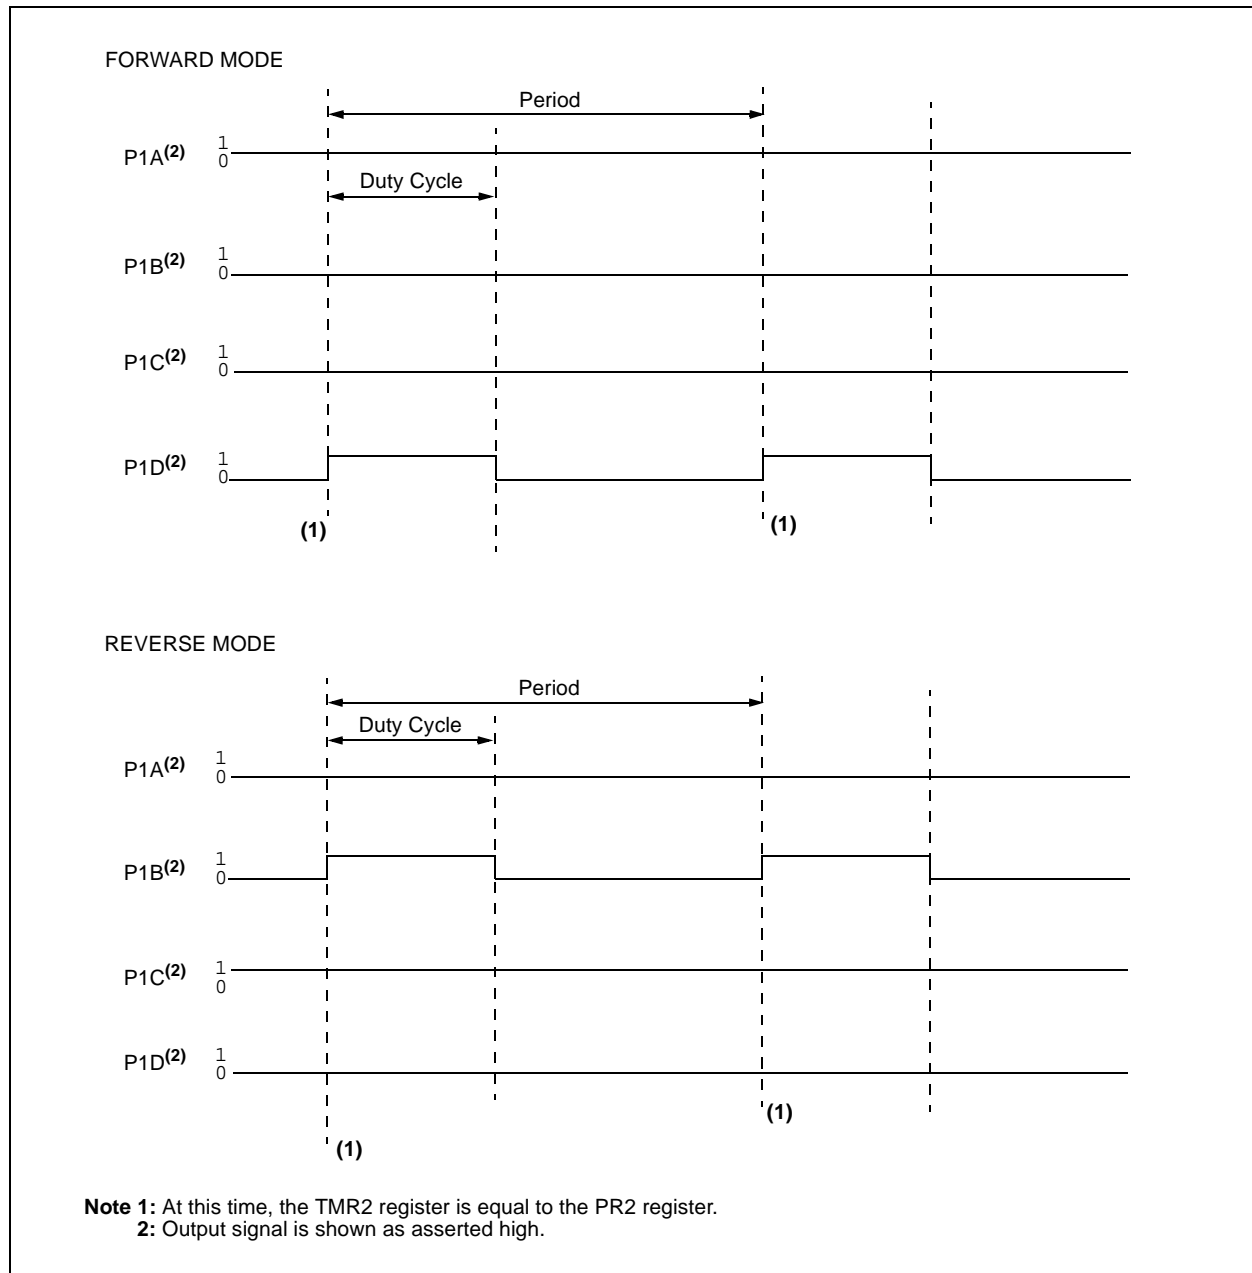 FORWARD MODE
Period
P1A(2) 1
0
Duty Cycle
P1B(2) 1
0
P1C(2) 1
0
P1D(2) 1
0
(1) (1)
REVERSE MODE
Period
Duty Cycle
P1A(2) 1
0
P1B(2) 1
0
P1C(2) 1
0
P1D(2) 1
0
(1)
(1)
Note 1: At this time, the TMR2 register is equal to the PR2 register.
2: Output signal is shown as asserted high.